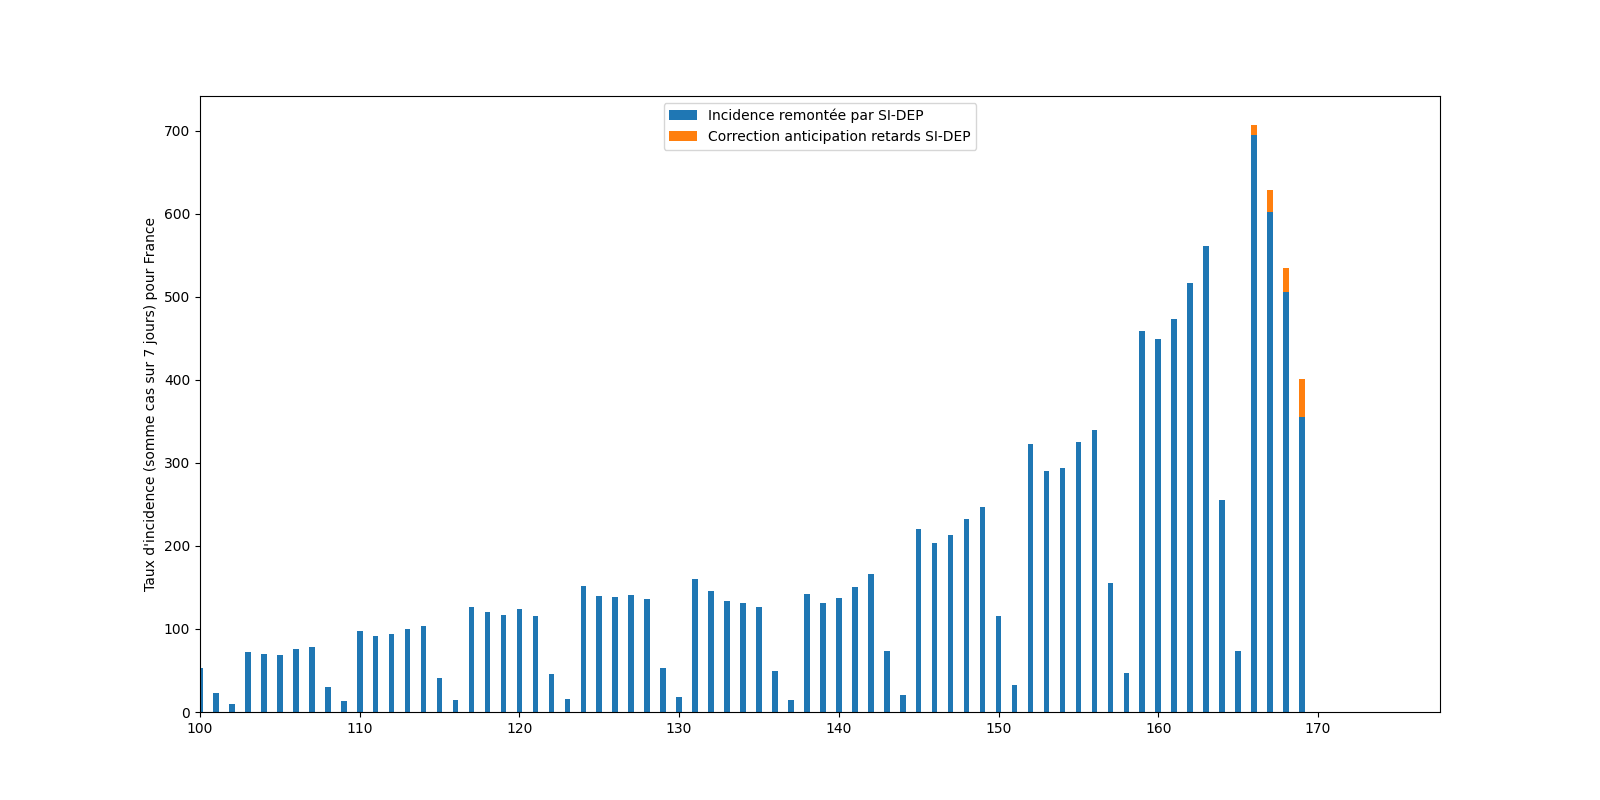 Incidence remontée par SI-DEP
Correction anticipation retards SI-DEP
Taux d'incidence (somme cas sur 7 jours) pour France
700
600
500
400
300
200
100
0
100 110 120 130 140 150 160 170